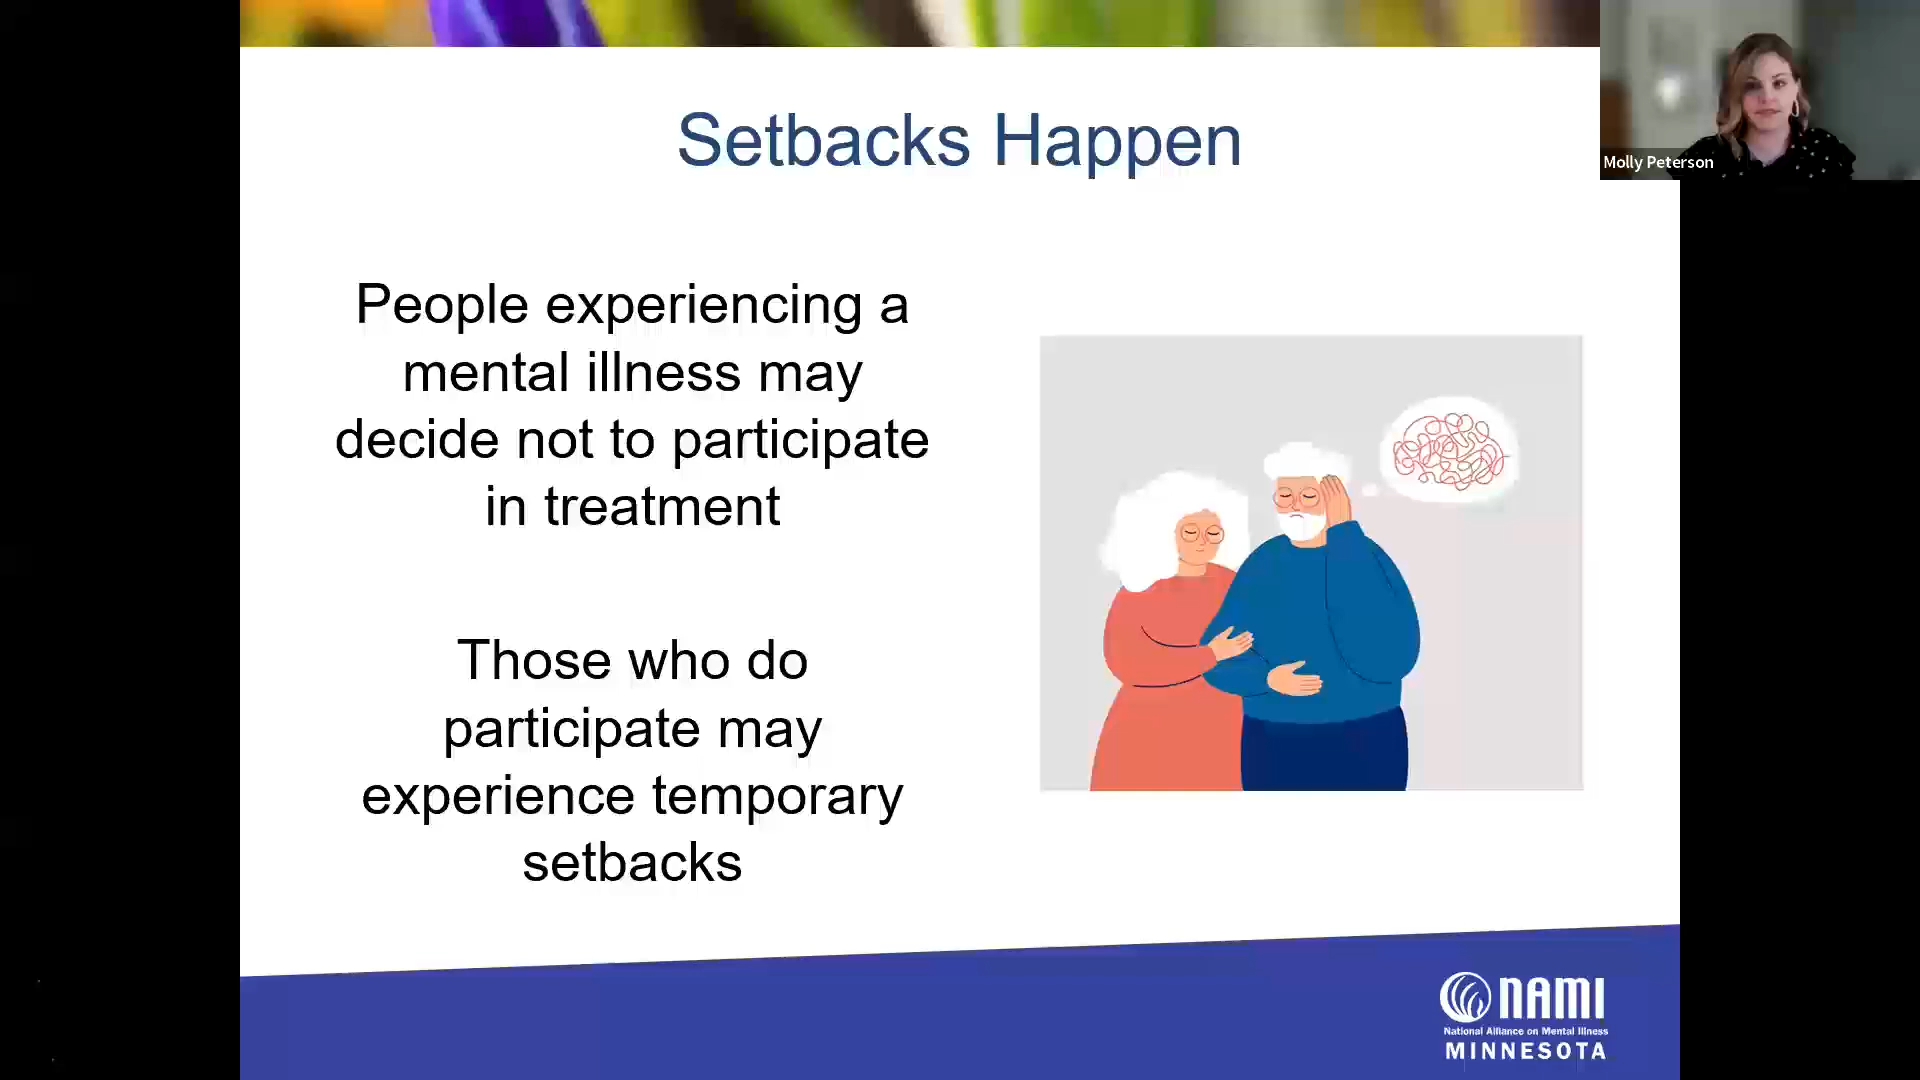 Setbacks Happen
Molly Peterson
People experiencing a
mental illness may
decide not to participate
in treatment
Those who do
participate may
experience temporary
setbacks
NAMI
National Alliance on Mental Illness
MINNESOTA